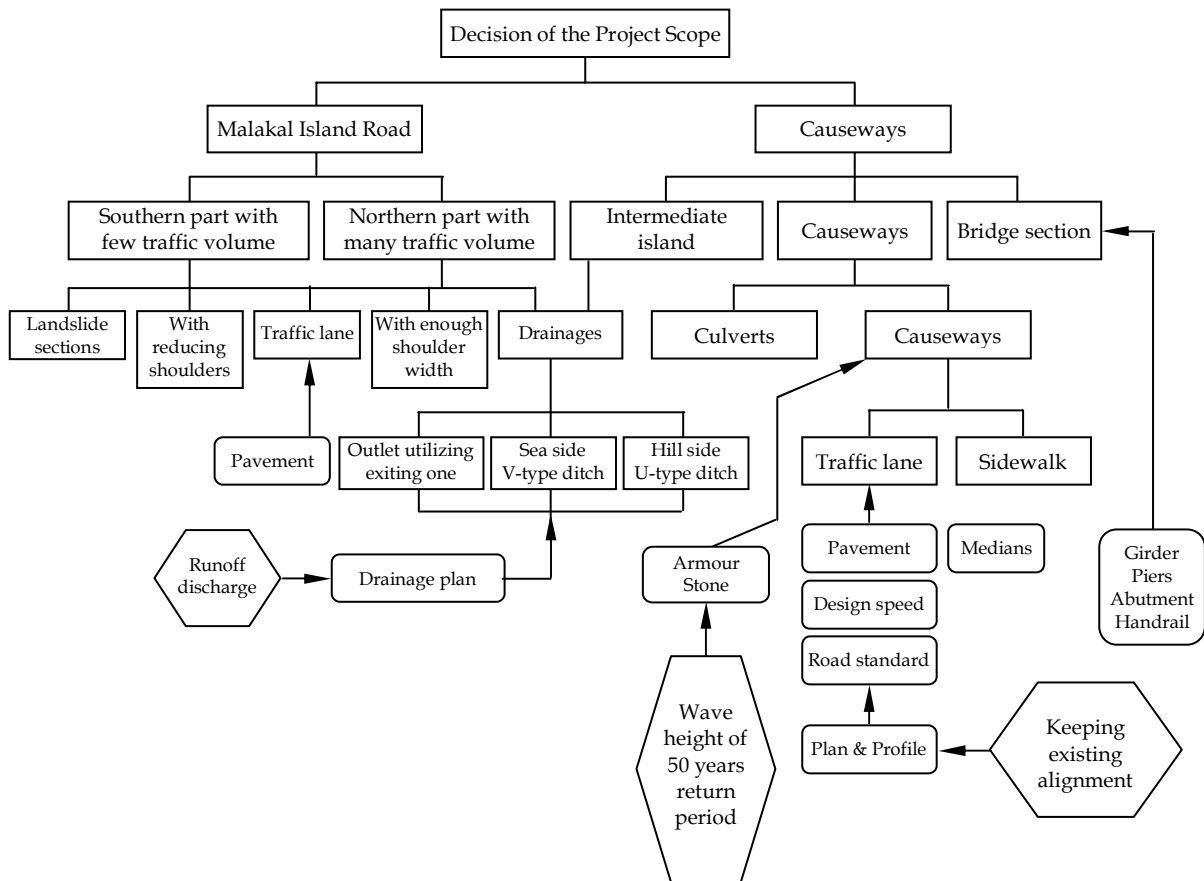 Decision of the Project Scope
Malakal Island Road
Causeways
Southern part with
few traffic volume
Northern part with
many traffic volume
Intermediate
island
Causeways
Bridge section
Landslide
sections
With
reducing
shoulders
Traffic lane
With enough
shoulder
width
Drainages
Culverts
Causeways
Pavement
Outlet utilizing
exiting one
Sea side
V-type ditch
Hill side
U-type ditch
Traffic lane
Sidewalk
Runoff
discharge
Drainage plan
Armour
Stone
Pavement
Medians
Design speed
Road standard
Plan & Profile
Girder
Piers
Abutment
Handrail
Wave
height of
50 years
return
period
Keeping
existing
alignment